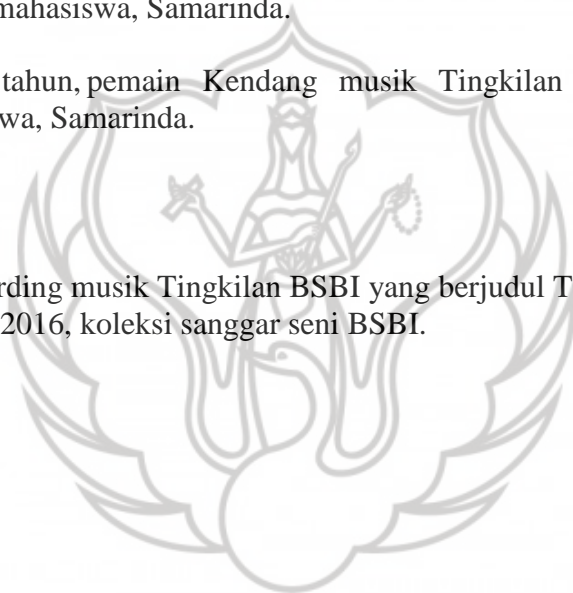 mahasiswa, Samarinda.
tahun, pemain Kendang musik Tingkilan
wa, Samarinda.
rding musik Tingkilan BSBI yang berjudul T
2016, koleksi sanggar seni BSBI.